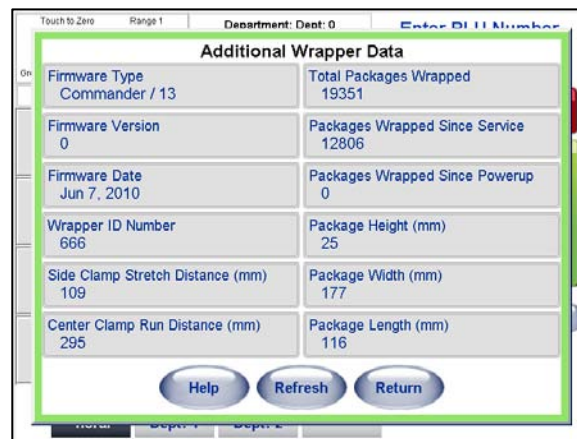 Touch to Zero Range 1 Department: Dept: 0 Enter PLU Number
Additional Wrapper Data
Firmware Type
Commander / 13
Total Packages Wrapped
19351
Firmware Version
0
Packages Wrapped Since Service
12806
Firmware Date
Jun 7, 2010
Packages Wrapped Since Powerup
0
Wrapper ID Number
666
Package Height (mm)
25
Side Clamp Stretch Distance (mm)
109
Package Width (mm)
177
Center Clamp Run Distance (mm)
295
Package Length (mm)
116
Help Refresh Return